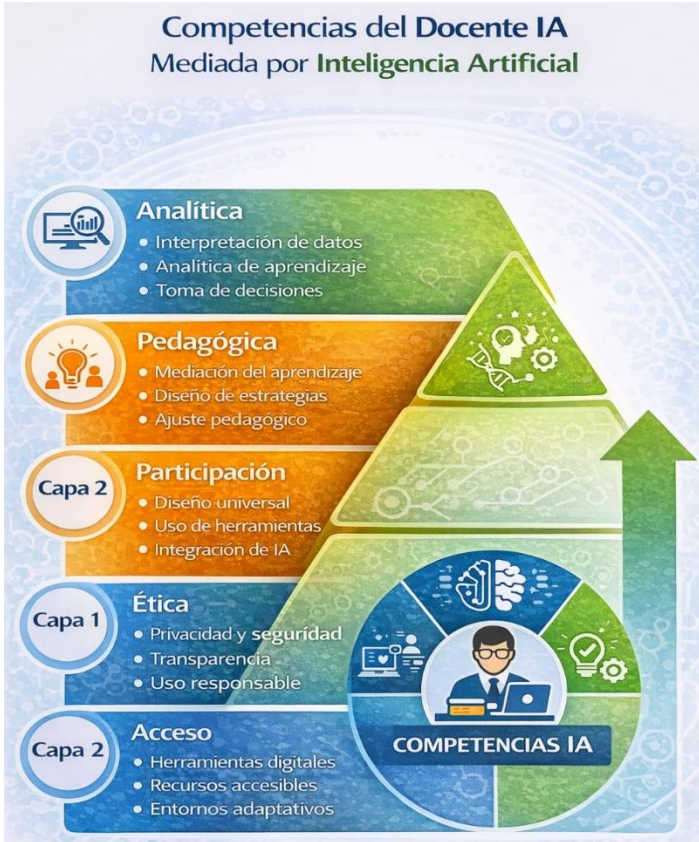 Competencias del Docente IA
Mediada por Inteligencia Artificial
Analítica
• Interpretación de datos
• Analítica de aprendizaje
• Toma de decisiones
Pedagógica
• Mediación del aprendizaje
• Diseño de estrategias
• Ajuste pedagógico
Capa 2
Participación
• Diseño universal
• Uso de herramientas
• Integración de IA
Capa 1
Ética
• Privacidad y seguridad
• Transparencia
• Uso responsable
Capa 2
Acceso
• Herramientas digitales
• Recursos accesibles
• Entornos adaptativos
COMPETENCIAS IA